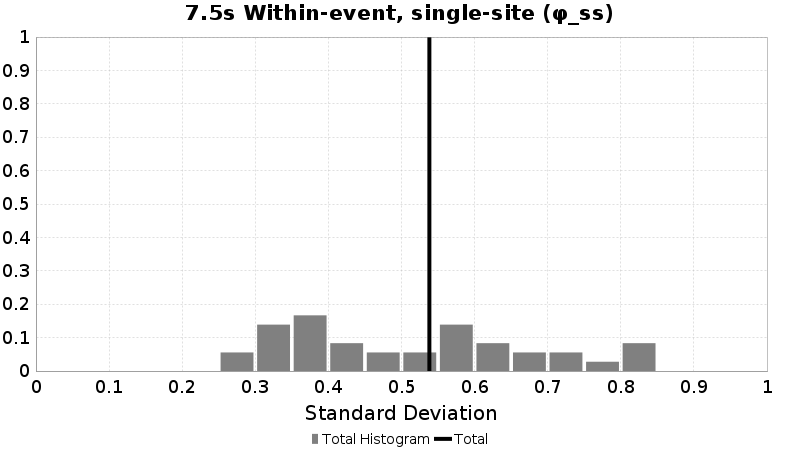 7.5s Within-event, single-site (φ_ss)
1
0.9
0.8
0.7
0.6
0.5
0.4
0.3
0.2
0.1
0
0 0.1 0.2 0.3 0.4 0.5 0.6 0.7 0.8 0.9 1
Standard Deviation
Total Histogram Total